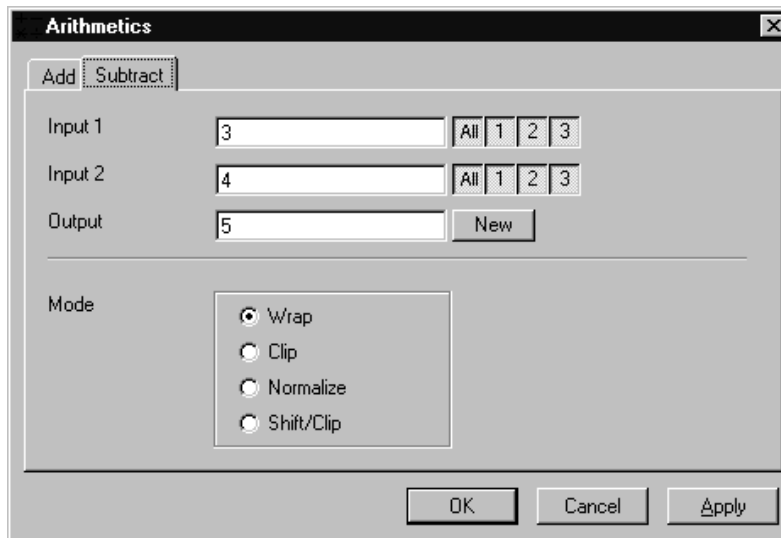 Arithmetics
Add Subtract
Input 1 3 All 1 2 3
Input 2 4 All 1 2 3
Output 5 New
Mode
Wrap
Clip
Normalize
Shift/Clip
OK Cancel Apply